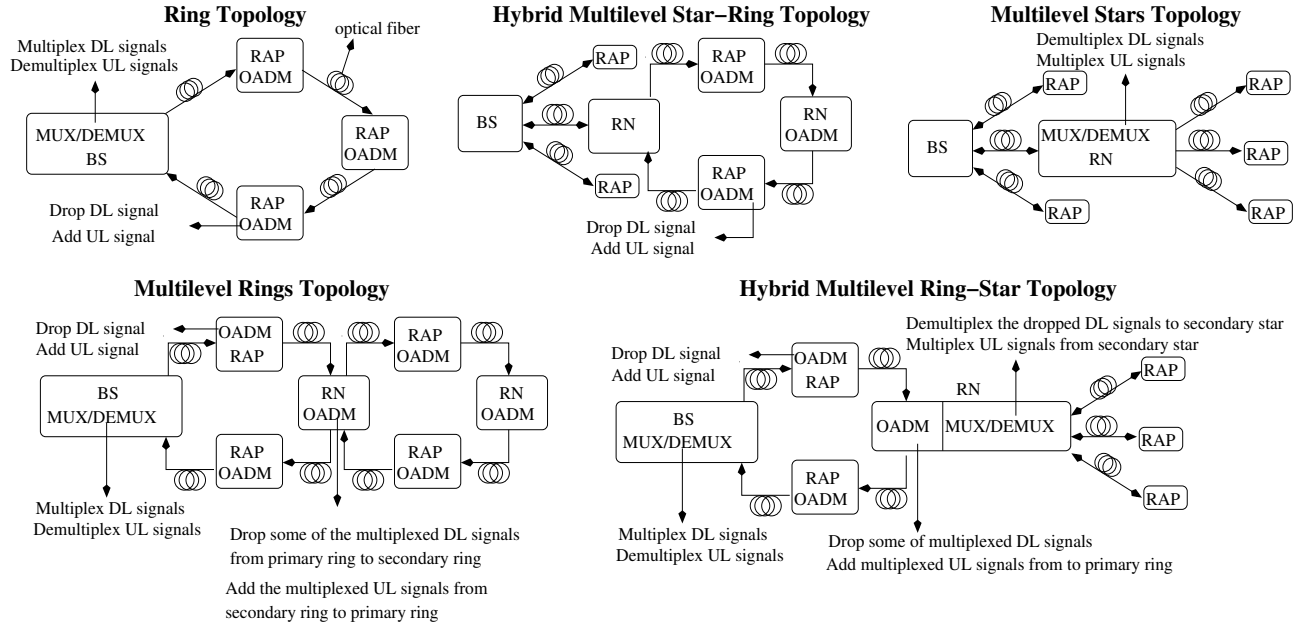 Ring Topology
Multiplex DL signals
Demultiplex UL signals
optical fiber
RAP
OADM
MUX/DEMUX
BS
RAP
OADM
RAP
OADM
Drop DL signal
Add UL signal
Hybrid Multilevel Star−Ring Topology
RAP
RAP
OADM
BS
RN
RN
OADM
RAP
RAP
OADM
Drop DL signal
Add UL signal
Multilevel Stars Topology
Demultiplex DL signals
Multiplex UL signals
RAP
RAP
BS
MUX/DEMUX
RN
RAP
RAP
RAP
Multilevel Rings Topology
Drop DL signal
Add UL signal
OADM
RAP
RAP
OADM
BS
MUX/DEMUX
RN
OADM
RN
OADM
RAP
OADM
RAP
OADM
Multiplex DL signals
Demultiplex UL signals
Drop some of the multiplexed DL signals
from primary ring to secondary ring
Add the multiplexed UL signals from
secondary ring to primary ring
Hybrid Multilevel Ring−Star Topology
Demultiplex the dropped DL signals to secondary star
Multiplex UL signals from secondary star
Drop DL signal
Add UL signal
OADM
RAP
RN
RAP
BS
MUX/DEMUX
OADM
MUX/DEMUX
RAP
RAP
OADM
RAP
Multiplex DL signals
Demultiplex UL signals
Drop some of multiplexed DL signals
Add multiplexed UL signals from to primary ring